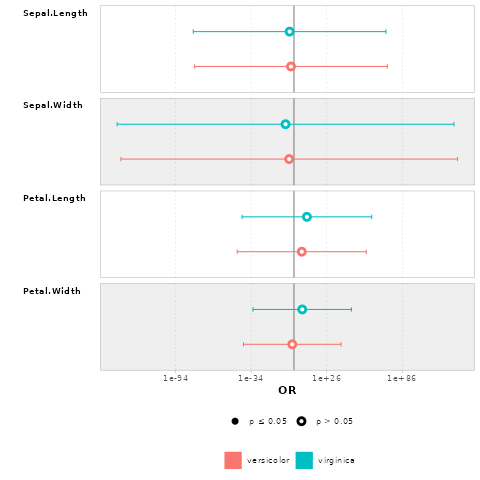 Sepal.Length
Sepal.Width
Petal.Length
Petal.Width
1e-94 1e-34 1e+26 1e+86
OR
p ≤ 0.05 p > 0.05
versicolor virginica